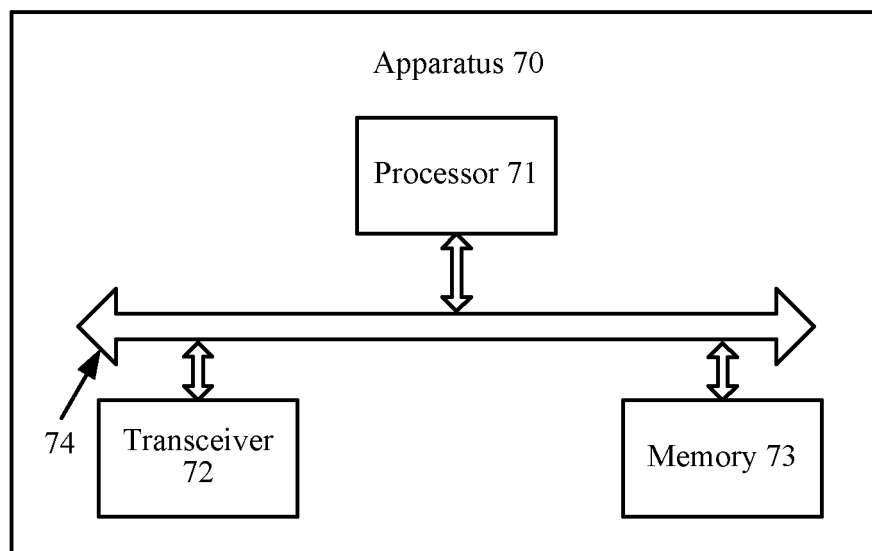 Apparatus 70
Processor 71
74
Transceiver
72
Memory 73